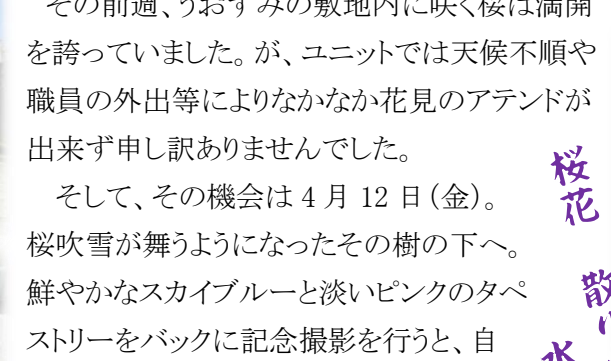 その前週、うおずみの敷地内に咲く桜は満開
を誇っていました。が、ユニットでは天候不順や
職員の外出等によりなかなか花見のアテンドが
出来ず申し訳ありませんでした。
そして、その機会は 4 月 12 日（金）。
桜吹雪が舞うようになったその樹の下へ。
鮮やかなスカイブルーと淡いピンクのタペ
ストリーをバックに記念撮影を行うと、自
桜花
散り
水